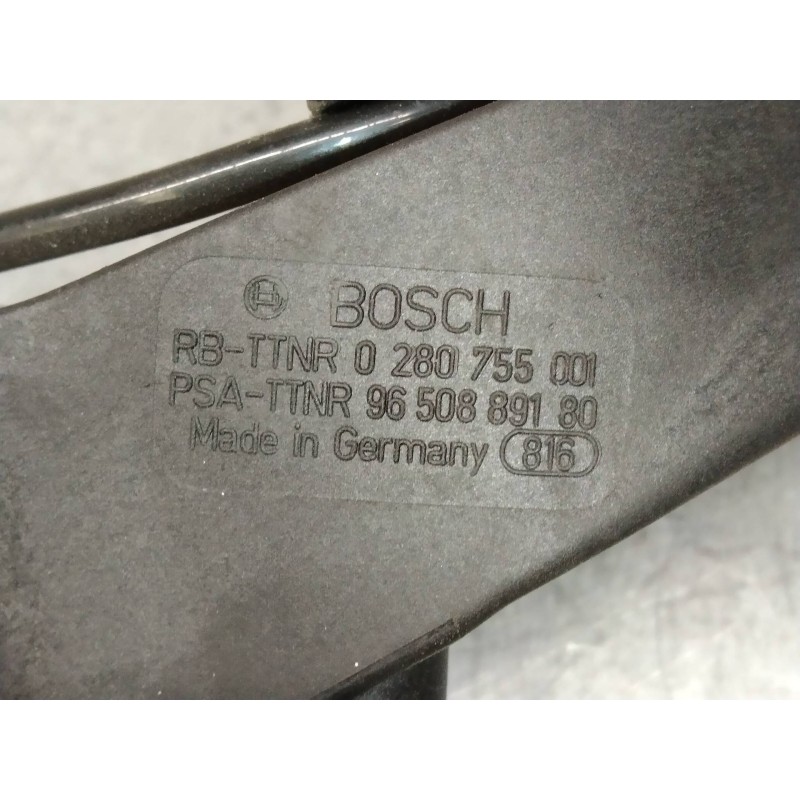 BOSCH
RB-TTNR 0 280 755 001
PSA-TTNR 96 508 891 80
Made in Germany 816